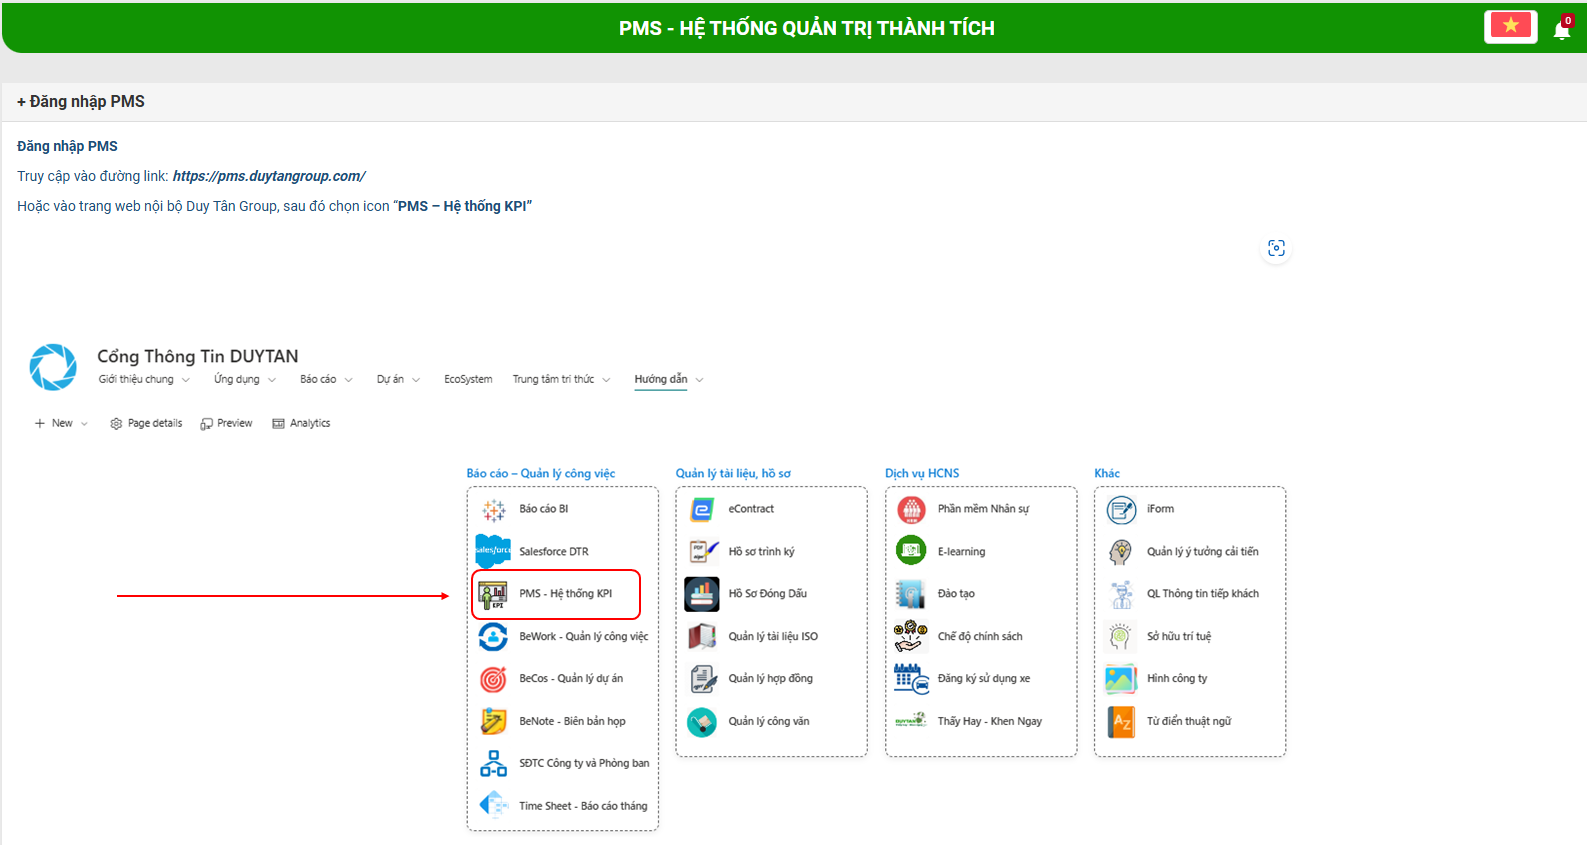 PMS - HỆ THỐNG QUẢN TRỊ THÀNH TÍCH
0
+ Đăng nhập PMS
Đăng nhập PMS
Truy cập vào đường link: https://pms.duytangroup.com/
Hoặc vào trang web nội bộ Duy Tân Group, sau đó chọn icon “PMS – Hệ thống KPI”
Cổng Thông Tin DUYTAN
Giới thiệu chung Ứng dụng Báo cáo Dự án EcoSystem Trung tâm tri thức Hướng dẫn
+ New Page details Preview Analytics
Báo cáo – Quản lý công việc
Báo cáo BI
salesforce Salesforce DTR
KPI PMS - Hệ thống KPI
BeWork - Quản lý công việc
BeCos - Quản lý dự án
BeNote - Biên bản họp
SĐTC Công ty và Phòng ban
Time Sheet - Báo cáo tháng
Quản lý tài liệu, hồ sơ
eContract
PDF Hồ sơ trình ký
Hồ Sơ Đóng Dấu
Quản lý tài liệu ISO
Quản lý hợp đồng
Quản lý công văn
Dịch vụ HCNS
Phần mềm Nhân sự
E-learning
Đào tạo
Chế độ chính sách
Đăng ký sử dụng xe
DUYTAN Thấy Hay - Khen Ngay
Khác
iForm
Quản lý ý tưởng cải tiến
QL Thông tin tiếp khách
Sở hữu trí tuệ
Hình công ty
AZ Từ điển thuật ngữ